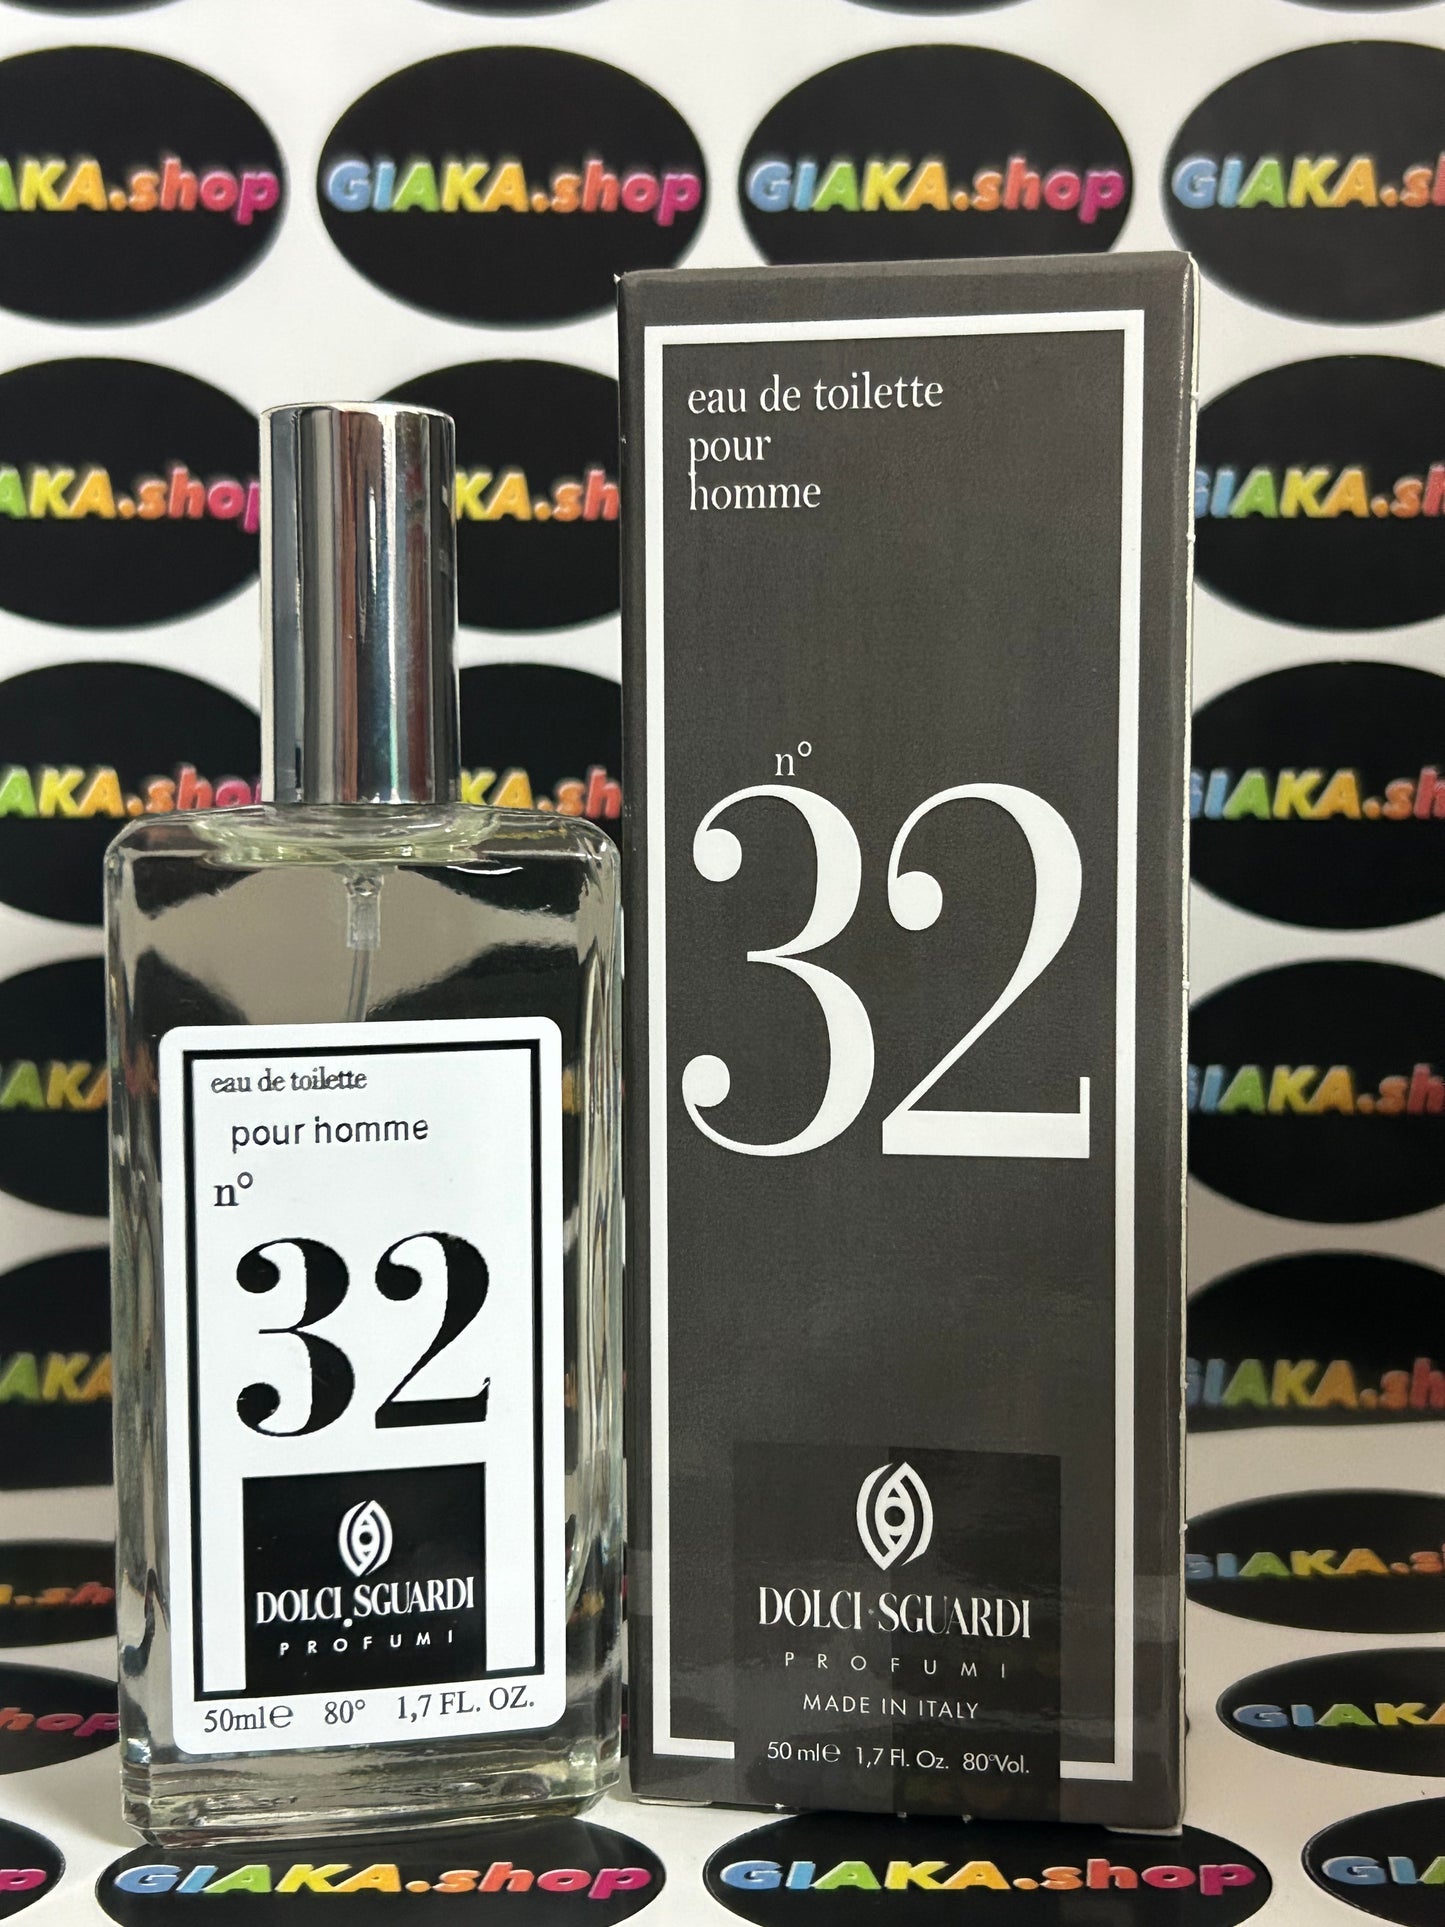 GIAKA.shop
GIAKA.shop
eau de toilette
pour
homme
n°
32
DOLCI·SGUARDI
PROFUMI
MADE IN ITALY
50 ml℮ 1,7 Fl. Oz. 80°Vol.
eau de toilette
pour homme
n°
32
DOLCI.SGUARDI
PROFUMI
50ml℮ 80° 1,7 FL. OZ.
GIAKA.shop
GIAKA.shop